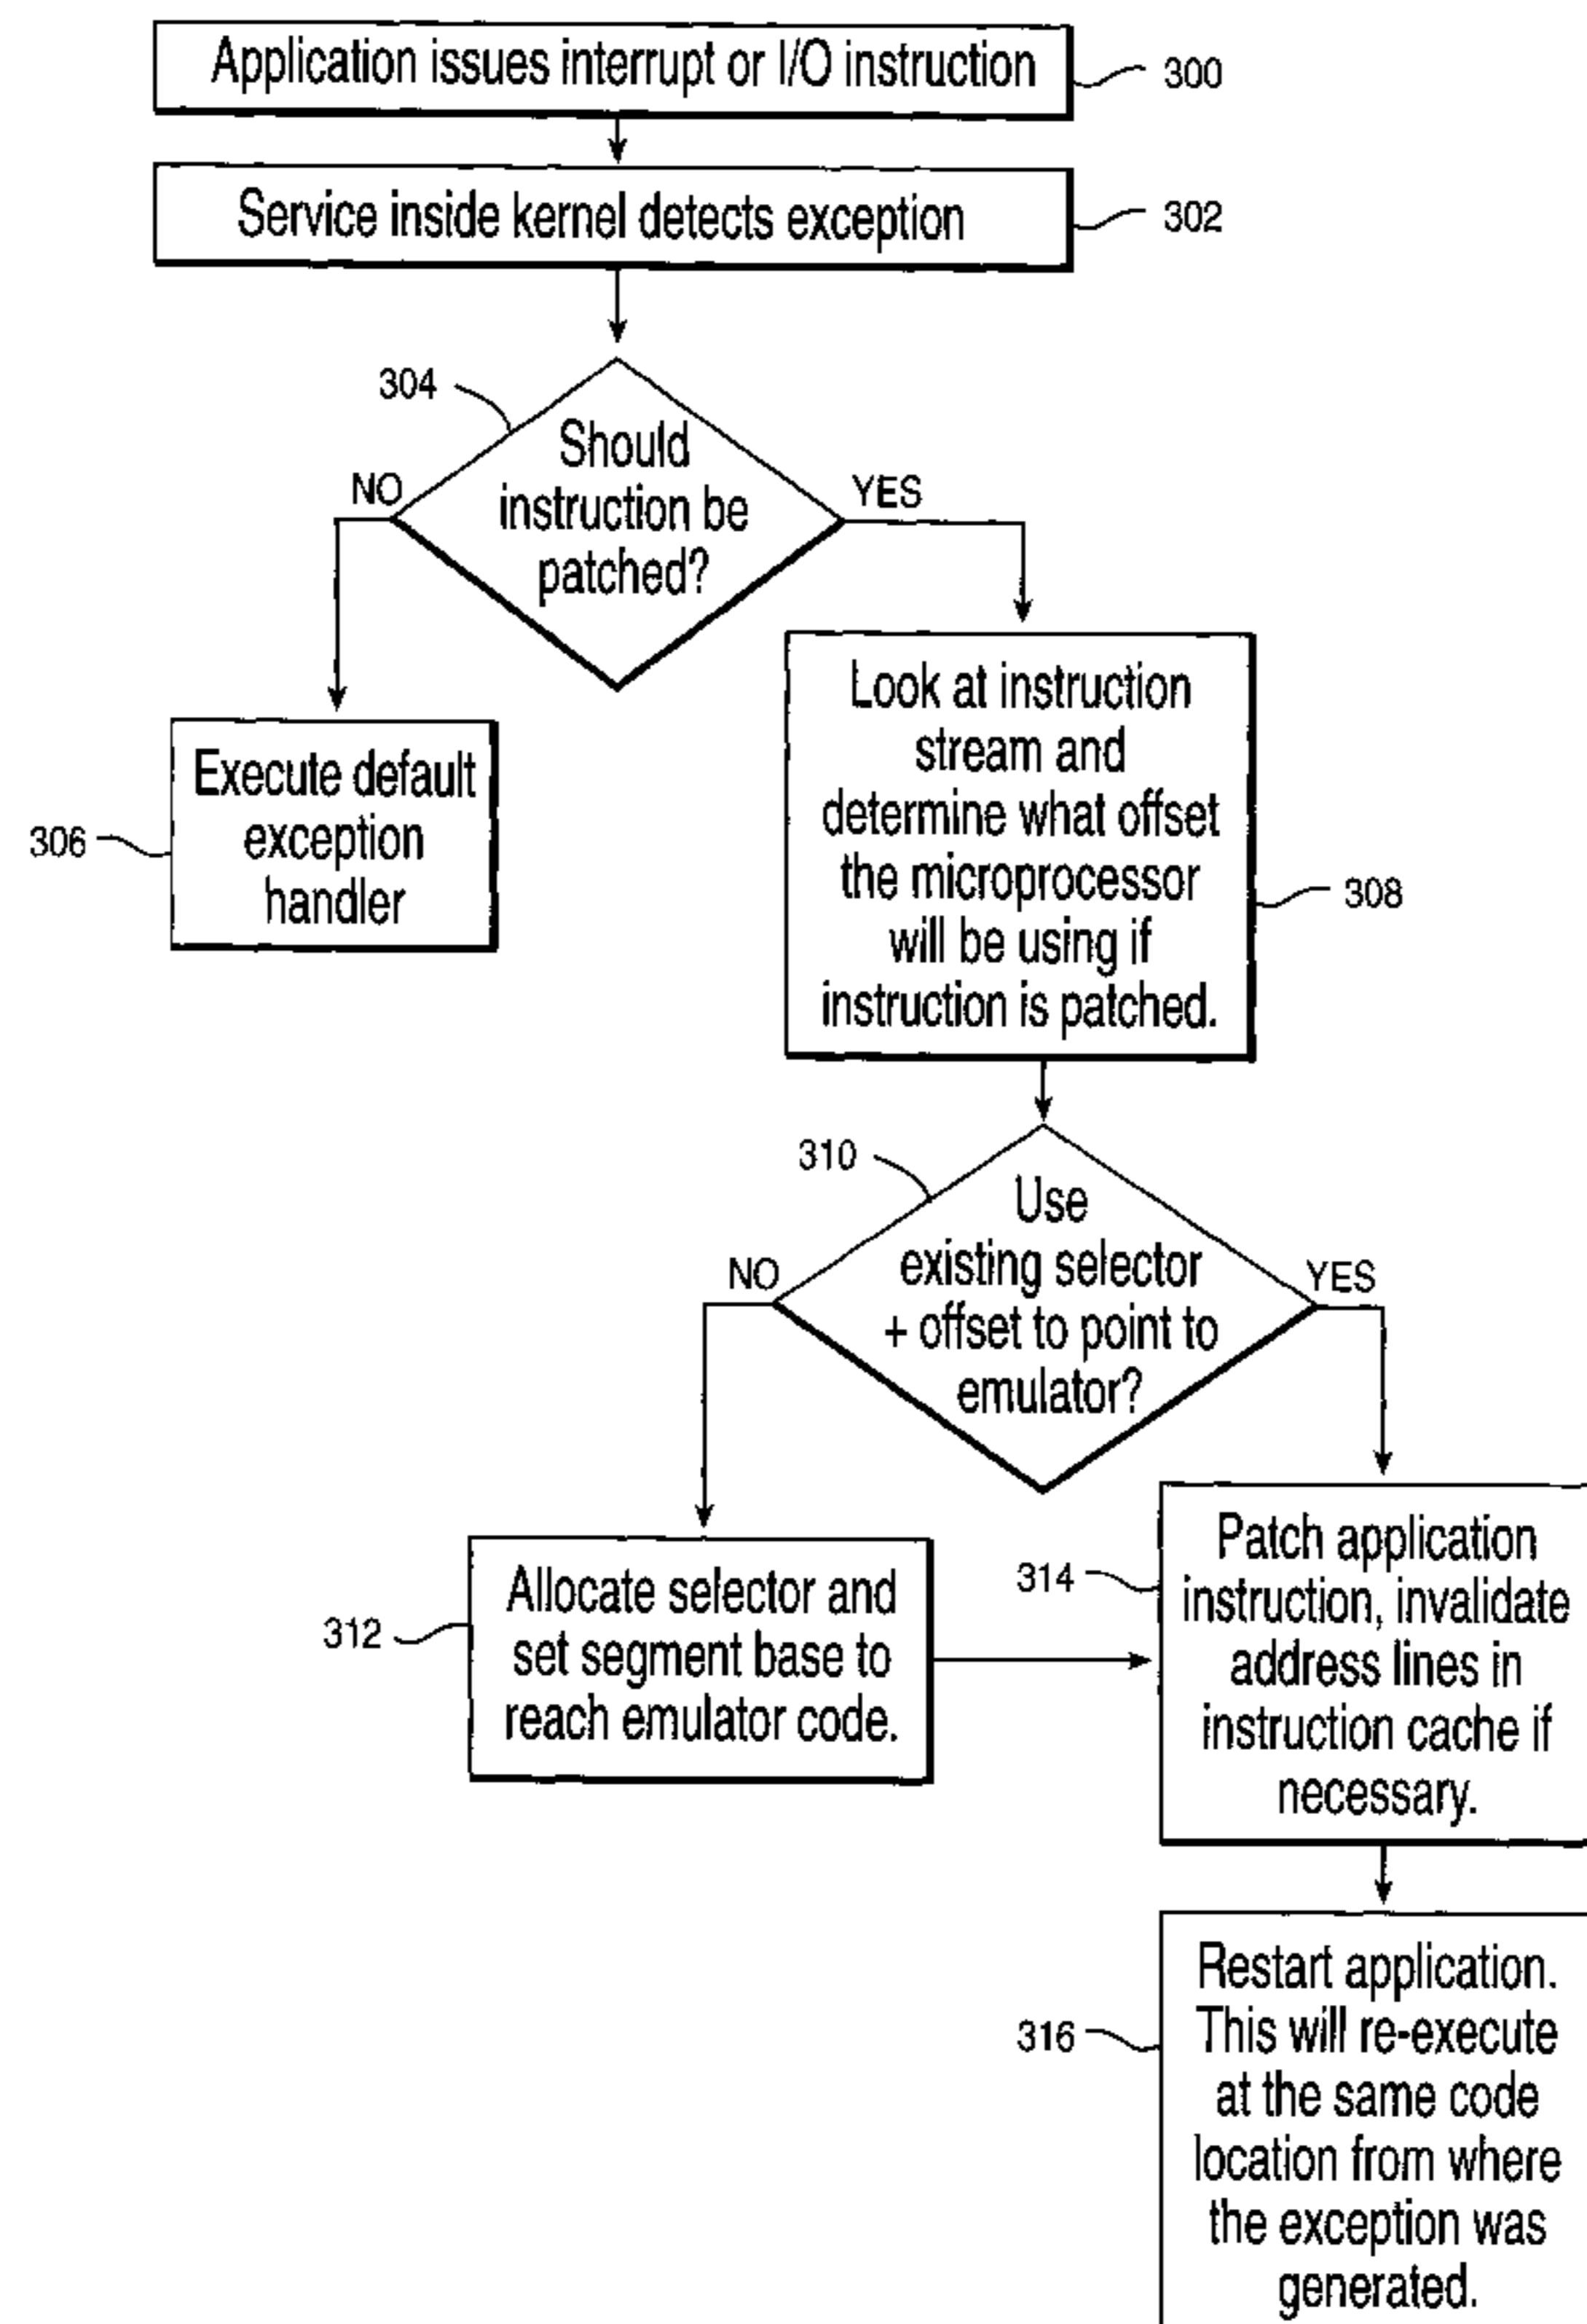 Application issues interrupt or I/O instruction
300
Service inside kernel detects exception
302
304
Should
instruction be
patched?
NO
YES
Execute default
exception
handler
306
Look at instruction
stream and
determine what offset
the microprocessor
will be using if
instruction is patched.
308
310
Use
existing selector
+ offset to point to
emulator?
NO
YES
312
Allocate selector and
set segment base to
reach emulator code.
314
Patch application
instruction, invalidate
address lines in
instruction cache if
necessary.
316
Restart application.
This will re-execute
at the same code
location from where
the exception was
generated.